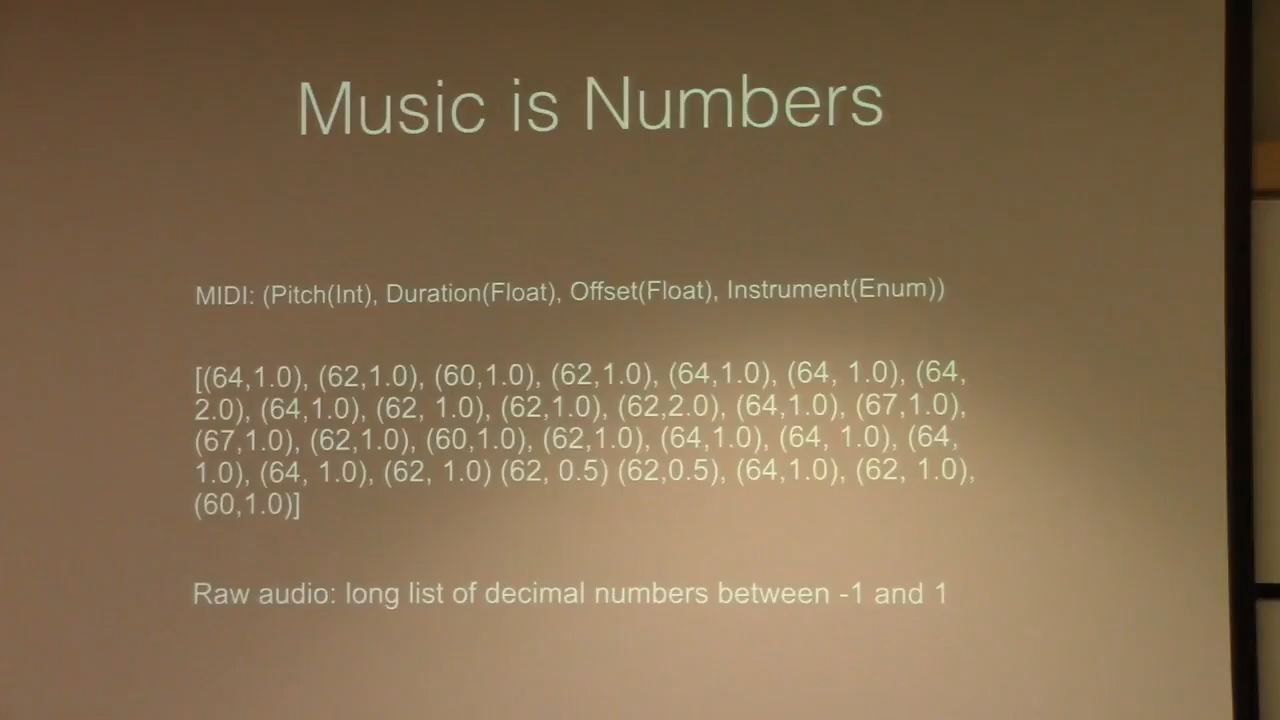 Music is Numbers
MIDI: (Pitch(Int), Duration(Float), Offset(Float), Instrument(Enum))
[(64,1.0), (62,1.0), (60,1.0), (62,1.0), (64,1.0), (64, 1.0), (64,
2.0), (64,1.0), (62, 1.0), (62,1.0), (62,2.0), (64,1.0), (67,1.0),
(67,1.0), (62,1.0), (60,1.0), (62,1.0), (64,1.0), (64, 1.0), (64,
1.0), (64, 1.0), (62, 1.0) (62, 0.5) (62,0.5), (64,1.0), (62, 1.0),
(60,1.0)]
Raw audio: long list of decimal numbers between -1 and 1